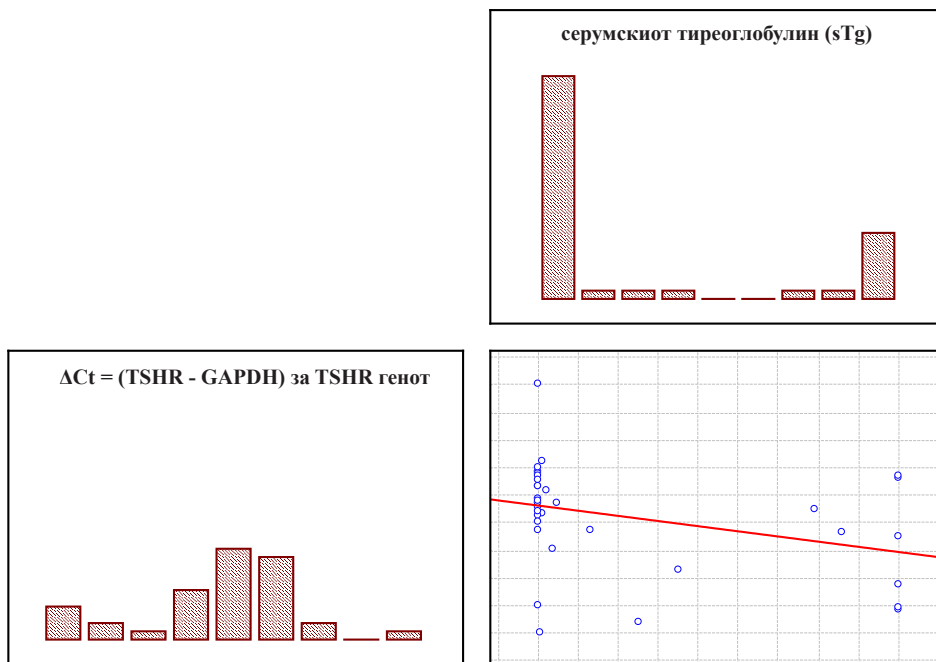 серумскиот тиреоглобулин (sTg)
ΔCt = (TSHR - GAPDH) за TSHR генот